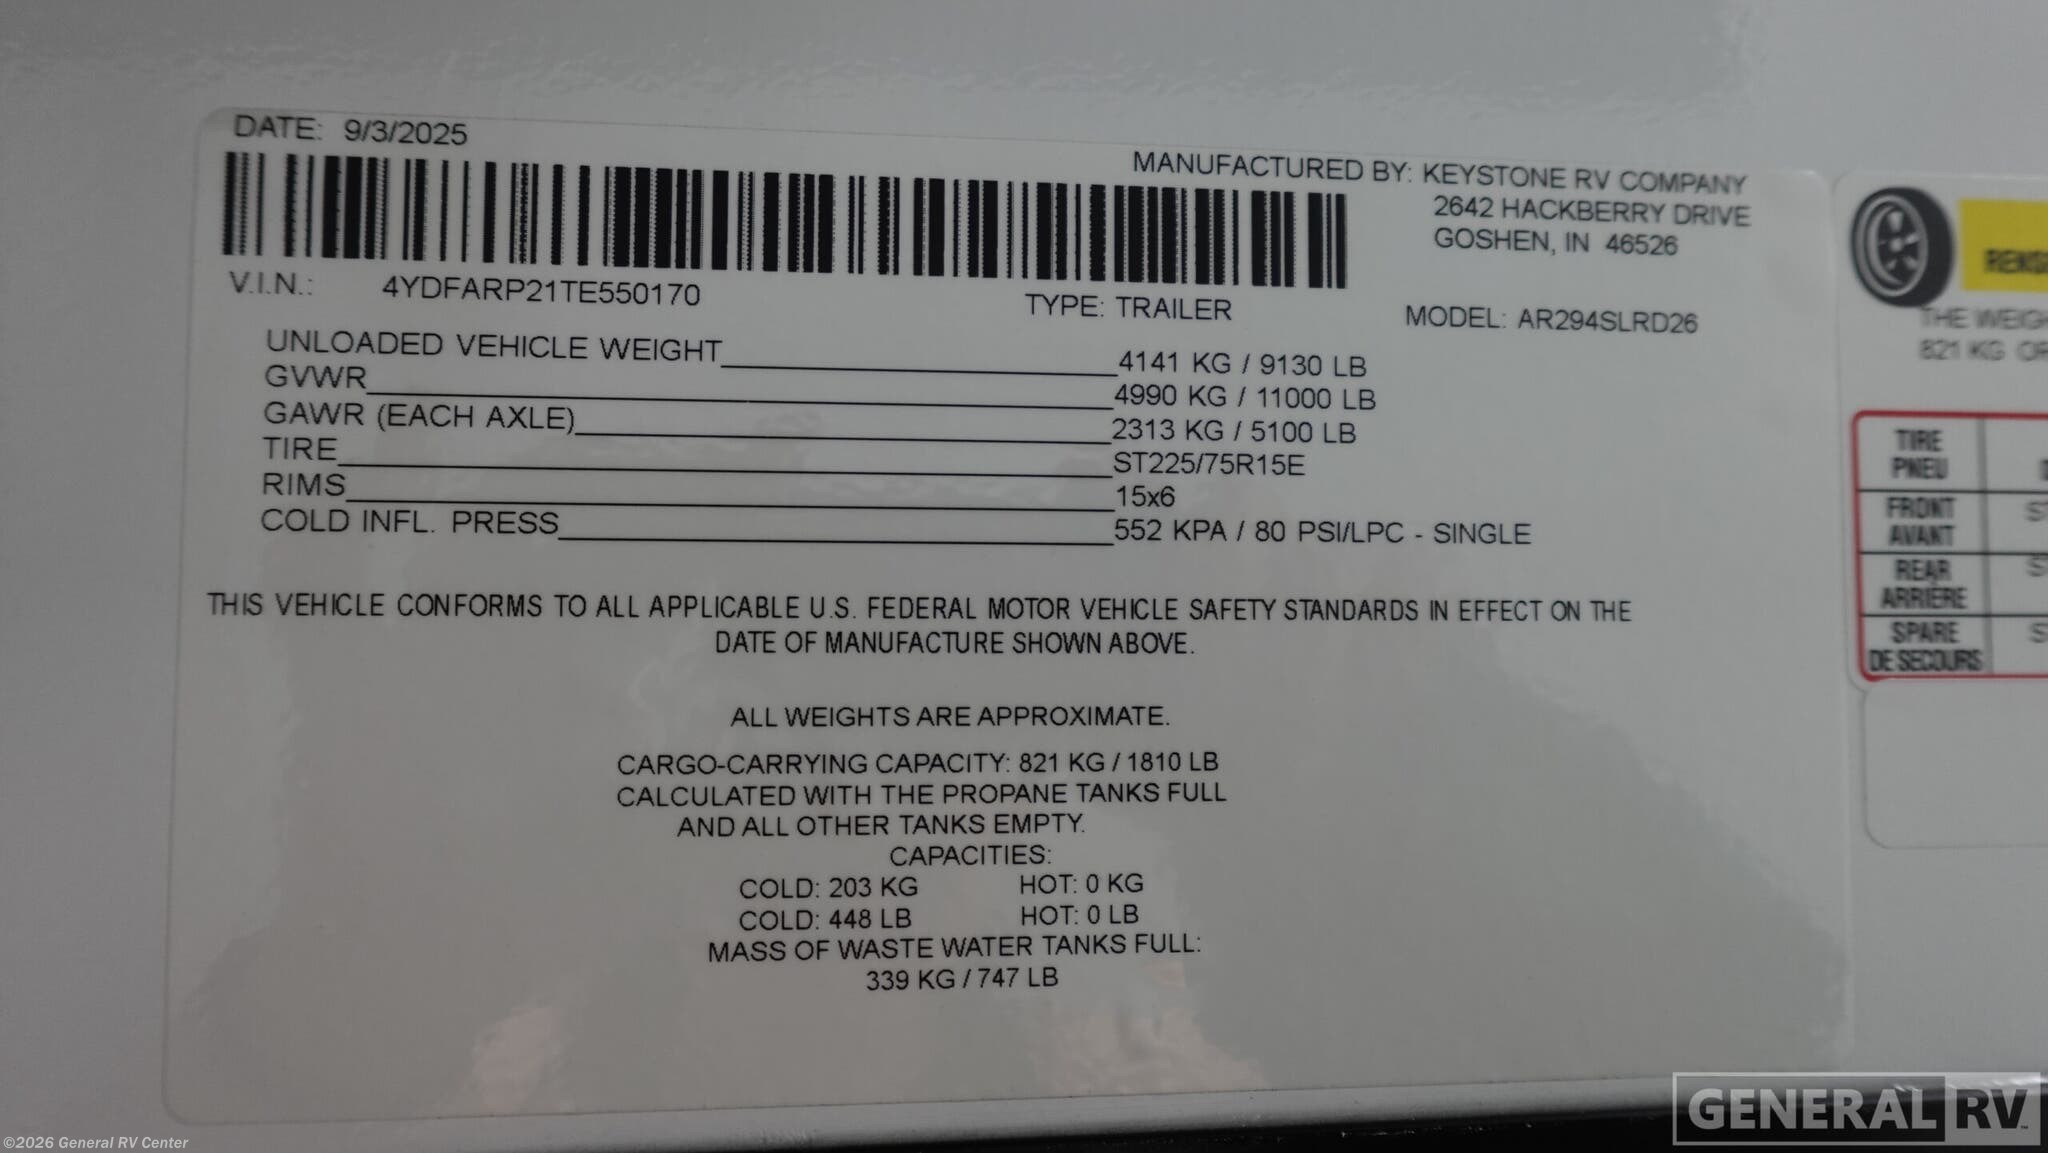 DATE: 9/3/2025
MANUFACTURED BY: KEYSTONE RV COMPANY
2642 HACKBERRY DRIVE
GOSHEN, IN 46526
V.I.N.: 4YDFARP21TE550170 TYPE: TRAILER MODEL: AR294SLRD26
UNLOADED VEHICLE WEIGHT 4141 KG / 9130 LB
GVWR 4990 KG / 11000 LB
GAWR (EACH AXLE) 2313 KG / 5100 LB
TIRE ST225/75R15E
RIMS 15x6
COLD INFL. PRESS 552 KPA / 80 PSI/LPC - SINGLE
THIS VEHICLE CONFORMS TO ALL APPLICABLE U.S. FEDERAL MOTOR VEHICLE SAFETY STANDARDS IN EFFECT ON THE
DATE OF MANUFACTURE SHOWN ABOVE.
ALL WEIGHTS ARE APPROXIMATE.
CARGO-CARRYING CAPACITY: 821 KG / 1810 LB
CALCULATED WITH THE PROPANE TANKS FULL
AND ALL OTHER TANKS EMPTY.
CAPACITIES:
COLD: 203 KG HOT: 0 KG
COLD: 448 LB HOT: 0 LB
MASS OF WASTE WATER TANKS FULL:
339 KG / 747 LB
THE WEIGH
821 KG OR
TIRE
PNEU
FRONT
AVANT
REAR
ARRIÈRE
SPARE
DE SECOURS
GENERAL RV
©2026 General RV Center